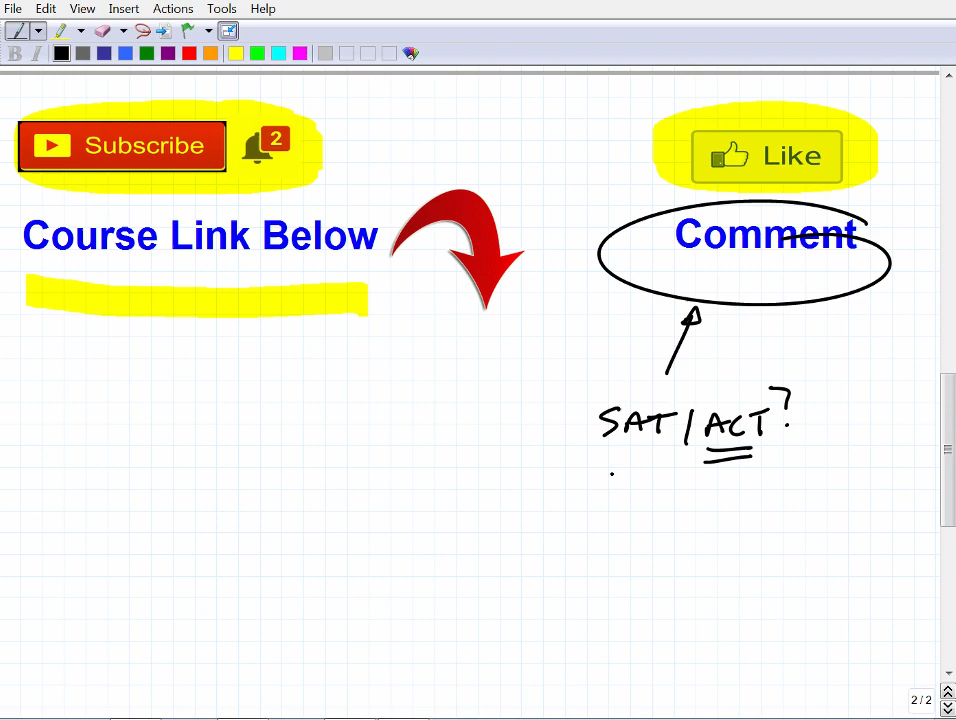 File Edit View Insert Actions Tools Help
B I
Subscribe 2
Like
Course Link Below
Comment
SAT/ACT?
2 / 2